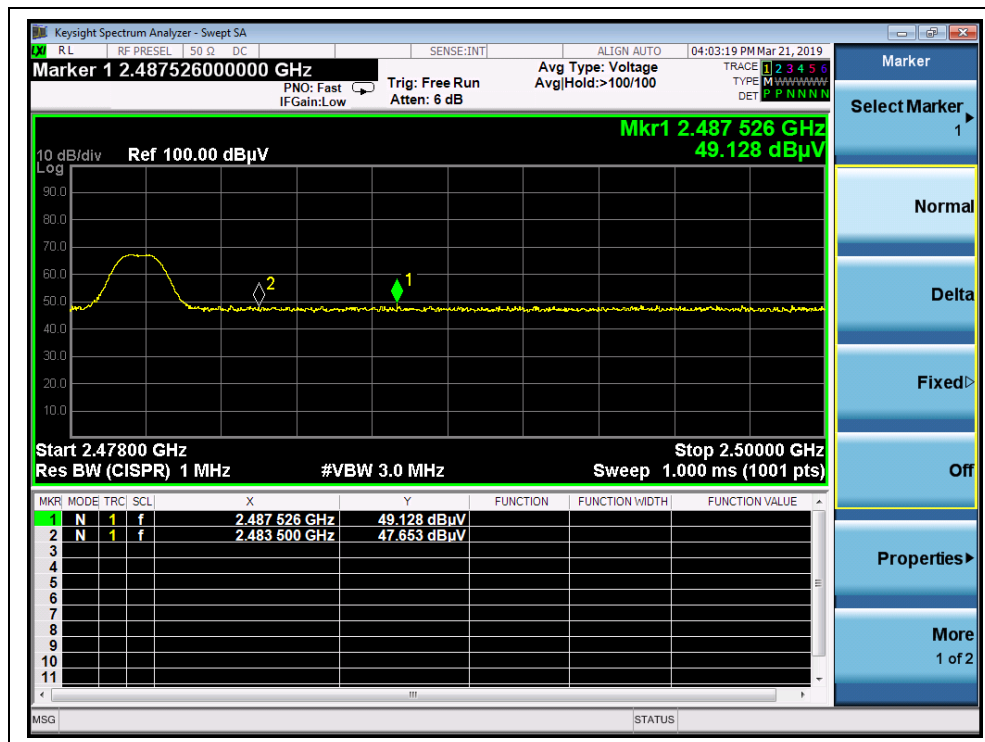 Keysight Spectrum Analyzer - Swept SA
LXI RL RF PRESEL 50 Ω DC SENSE:INT ALIGN AUTO 04:03:19 PM Mar 21, 2019
Marker 1 2.487526000000 GHz
PNO: Fast
IFGain:Low
Trig: Free Run
Atten: 6 dB
Avg Type: Voltage
Avg|Hold:>100/100
TRACE 1 2 3 4 5 6
TYPE M W W W W W
DET P P N N N N
Mkr1 2.487 526 GHz
49.128 dBµV
10 dB/div Ref 100.00 dBµV
Log
90.0
80.0
70.0
60.0
50.0
40.0
30.0
20.0
10.0
2
1
Start 2.47800 GHz Stop 2.50000 GHz
Res BW (CISPR) 1 MHz #VBW 3.0 MHz Sweep 1.000 ms (1001 pts)
MKR MODE TRC SCL X Y FUNCTION FUNCTION WIDTH FUNCTION VALUE
1 N 1 f 2.487 526 GHz 49.128 dBµV
2 N 1 f 2.483 500 GHz 47.653 dBµV
3
4
5
6
7
8
9
10
11
MSG STATUS
Marker
Select Marker
1
Normal
Delta
Fixed
Off
Properties
More
1 of 2